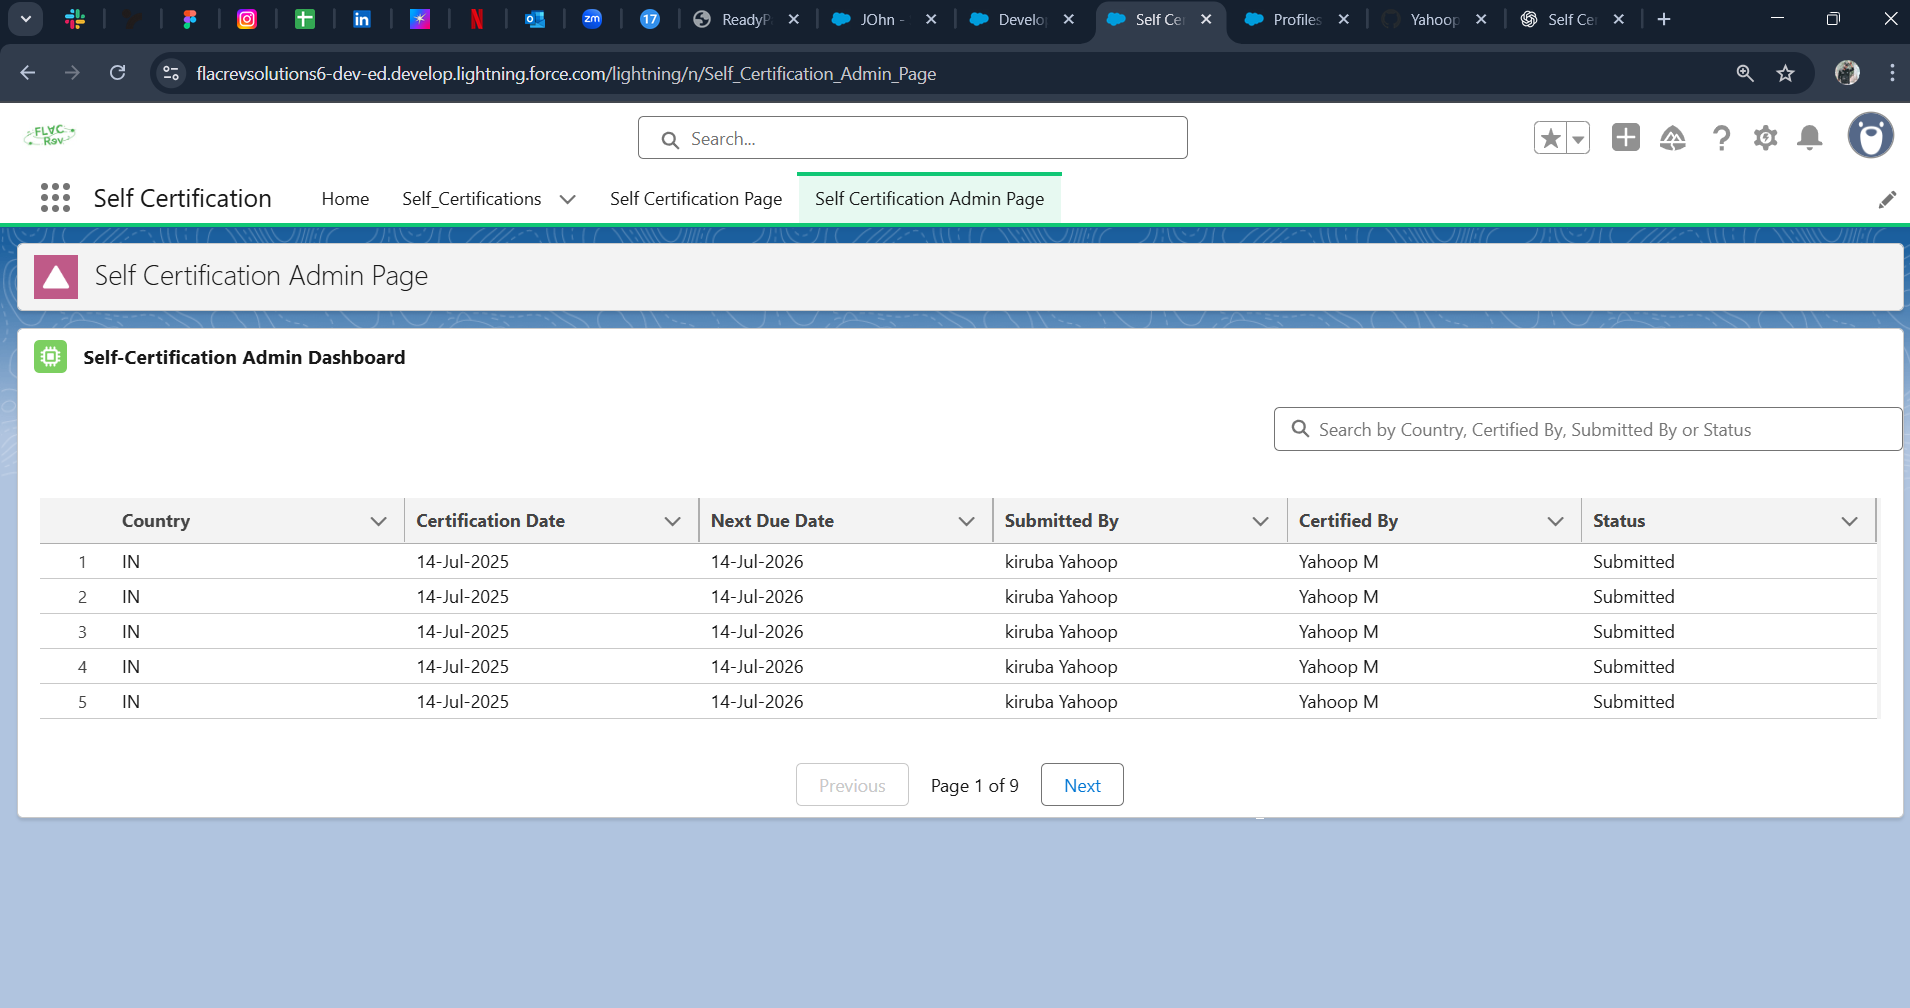 17
zm
ReadyP
JOhn -
Develo
Self Ce
Profiles
Yahoop
Self Ce
flacrevsolutions6-dev-ed.develop.lightning.force.com/lightning/n/Self_Certification_Admin_Page
FLAC
Rev
Search...
Self Certification
Home
Self_Certifications
Self Certification Page
Self Certification Admin Page
Self Certification Admin Page
Self-Certification Admin Dashboard
Search by Country, Certified By, Submitted By or Status
Country Certification Date Next Due Date Submitted By Certified By Status
1 IN 14-Jul-2025 14-Jul-2026 kiruba Yahoop Yahoop M Submitted
2 IN 14-Jul-2025 14-Jul-2026 kiruba Yahoop Yahoop M Submitted
3 IN 14-Jul-2025 14-Jul-2026 kiruba Yahoop Yahoop M Submitted
4 IN 14-Jul-2025 14-Jul-2026 kiruba Yahoop Yahoop M Submitted
5 IN 14-Jul-2025 14-Jul-2026 kiruba Yahoop Yahoop M Submitted
Previous Page 1 of 9 Next